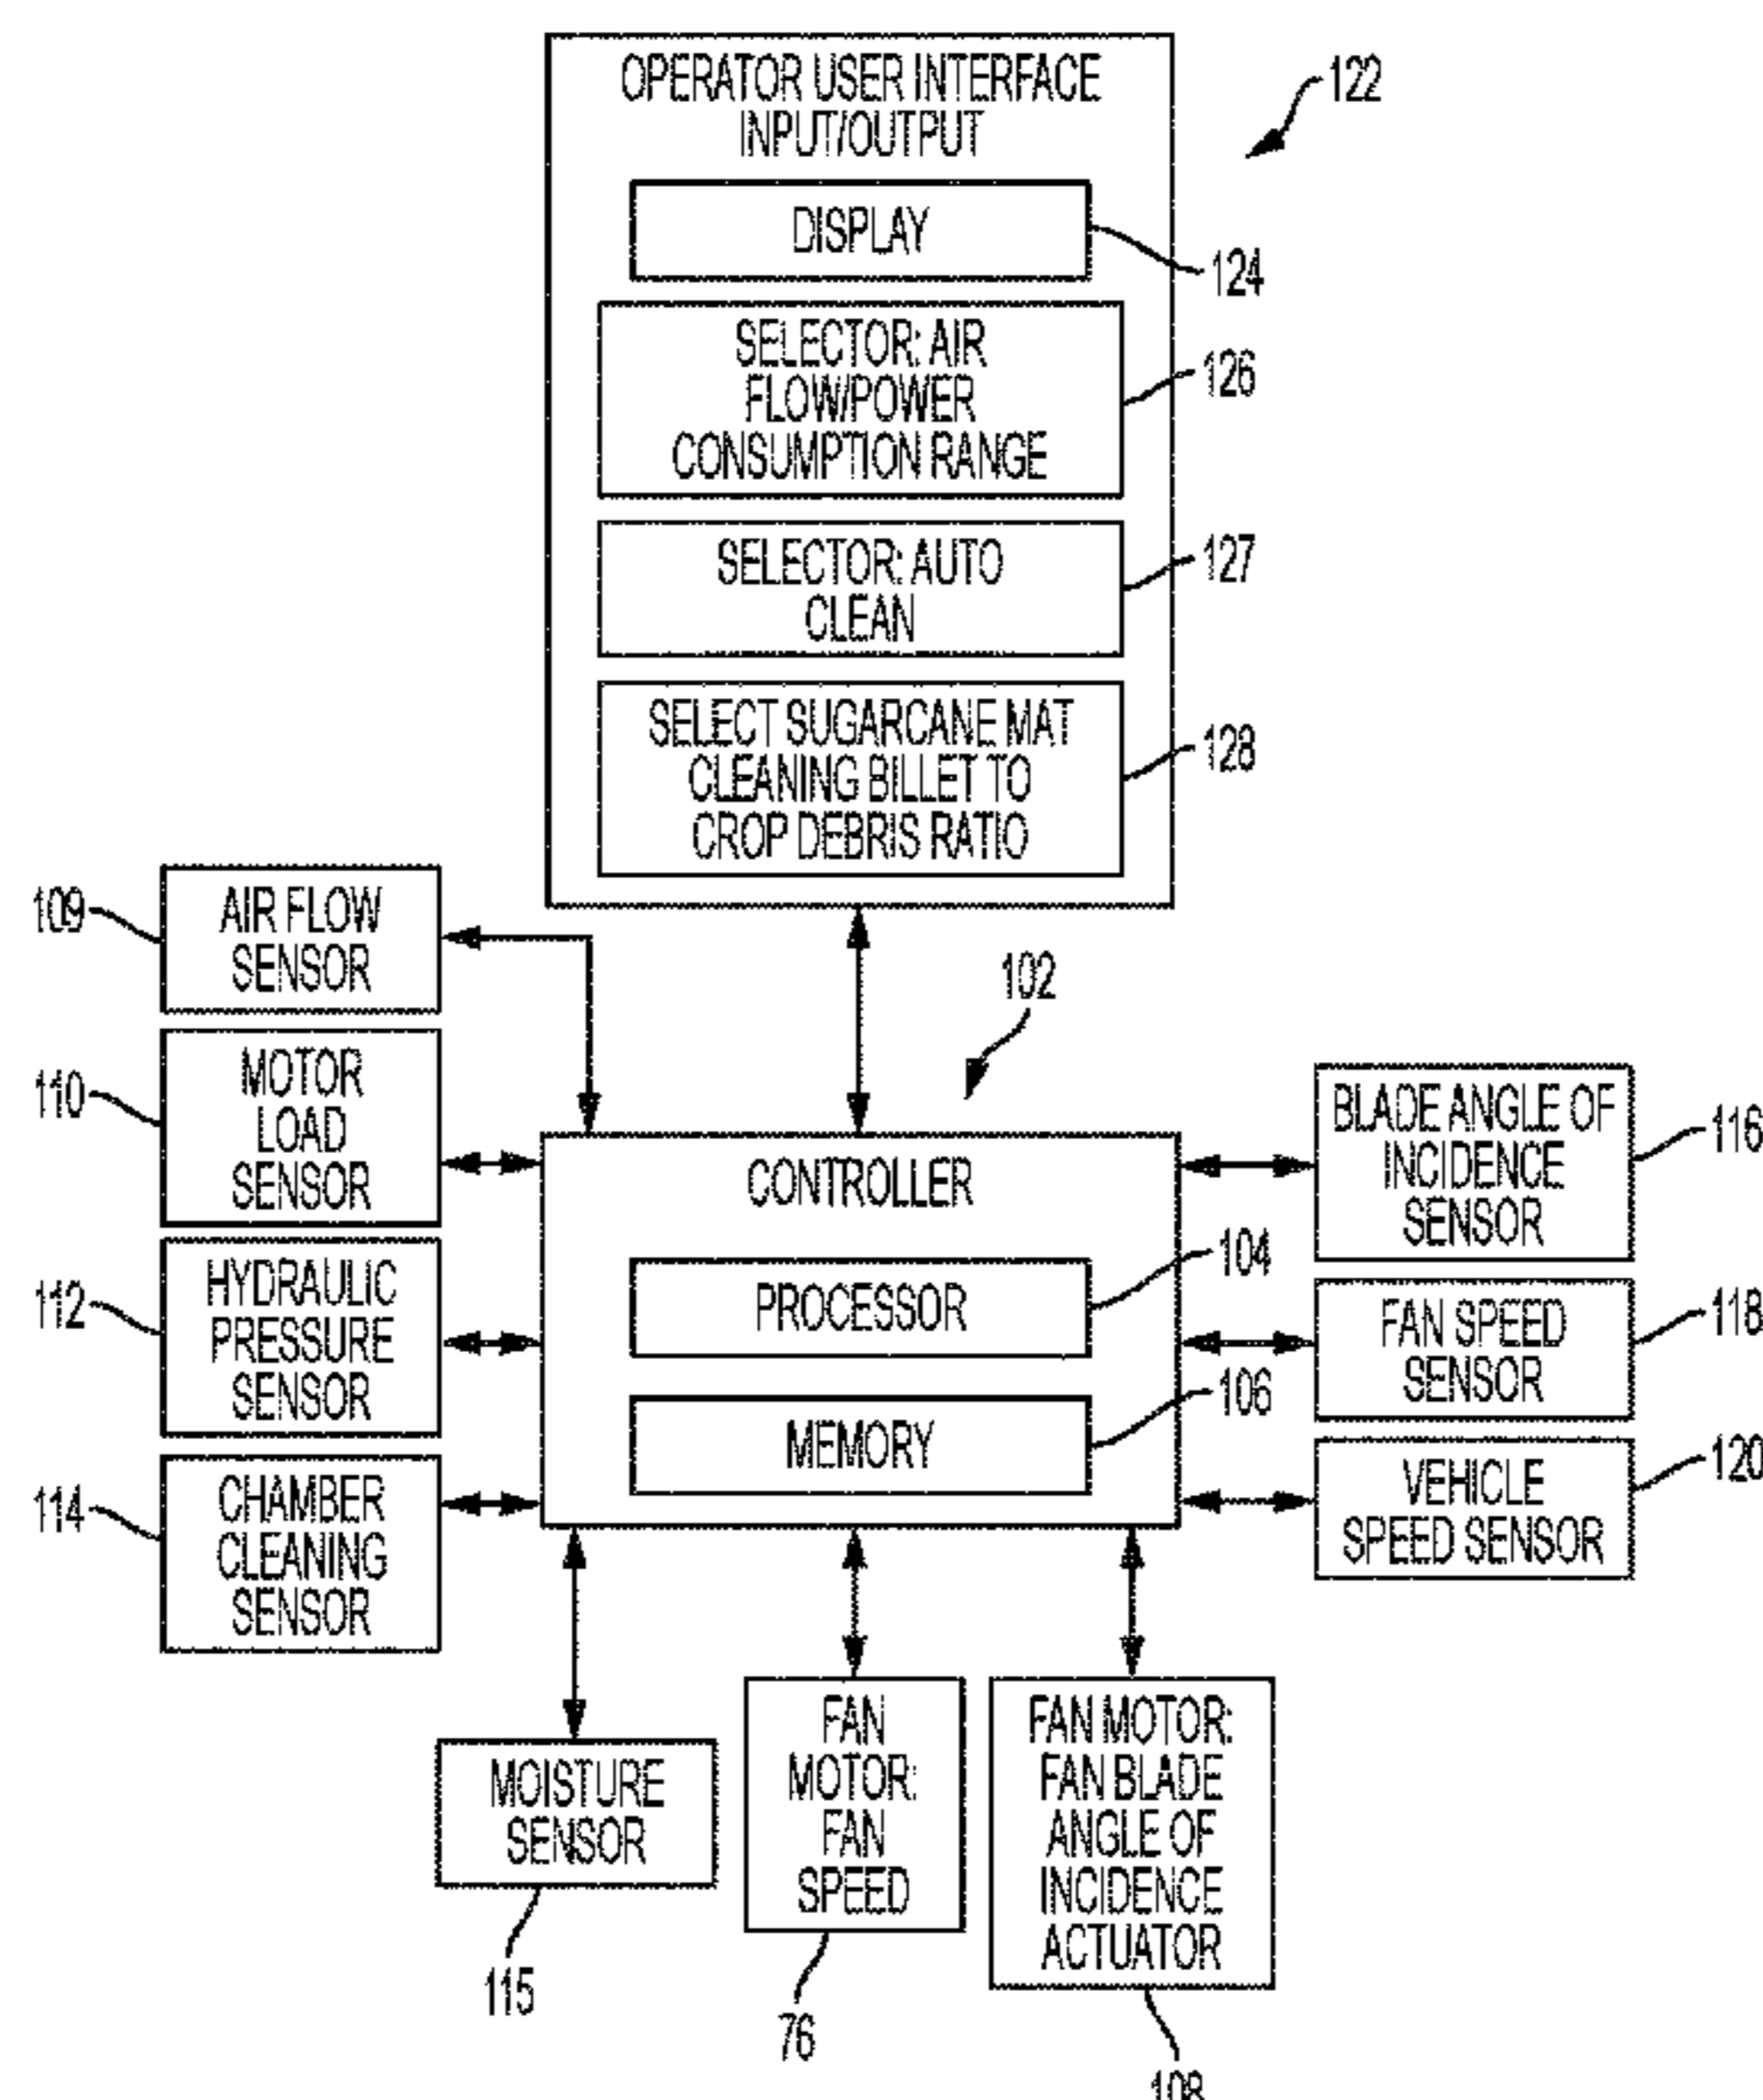 OPERATOR USER INTERFACE
INPUT/OUTPUT
122
DISPLAY
124
SELECTOR: AIR
FLOW/POWER
CONSUMPTION RANGE
126
SELECTOR: AUTO
CLEAN
127
SELECT SUGARCANE MAT
CLEANING BILLET TO
CROP DEBRIS RATIO
128
109
AIR FLOW
SENSOR
102
110
MOTOR
LOAD
SENSOR
112
HYDRAULIC
PRESSURE
SENSOR
114
CHAMBER
CLEANING
SENSOR
CONTROLLER
PROCESSOR
104
MEMORY
106
BLADE ANGLE OF
INCIDENCE
SENSOR
116
FAN SPEED
SENSOR
118
VEHICLE
SPEED SENSOR
120
MOISTURE
SENSOR
115
FAN
MOTOR:
FAN
SPEED
76
FAN MOTOR:
FAN BLADE
ANGLE OF
INCIDENCE
ACTUATOR
108